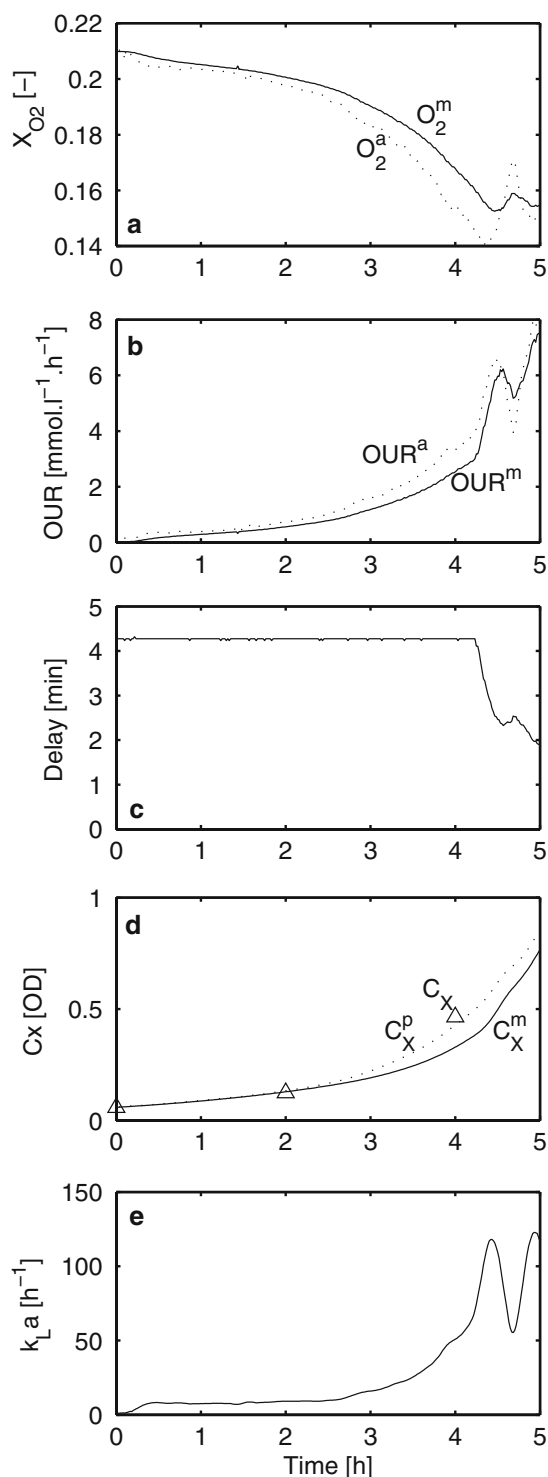 0.22
0.2
0.18
0.16
0.14
X_O2 [−]
O_2^m
O_2^a
a
0 1 2 3 4 5
8
6
4
2
0
OUR [mmol.l^−1.h^−1]
b
OUR^a
OUR^m
0 1 2 3 4 5
5
4
3
2
1
0
Delay [min]
c
0 1 2 3 4 5
1
0.5
0
Cx [OD]
d
C_X
C_X^p
C_X^m
0 1 2 3 4 5
150
100
50
0
k_L a [h^−1]
e
0 1 2 3 4 5
Time [h]